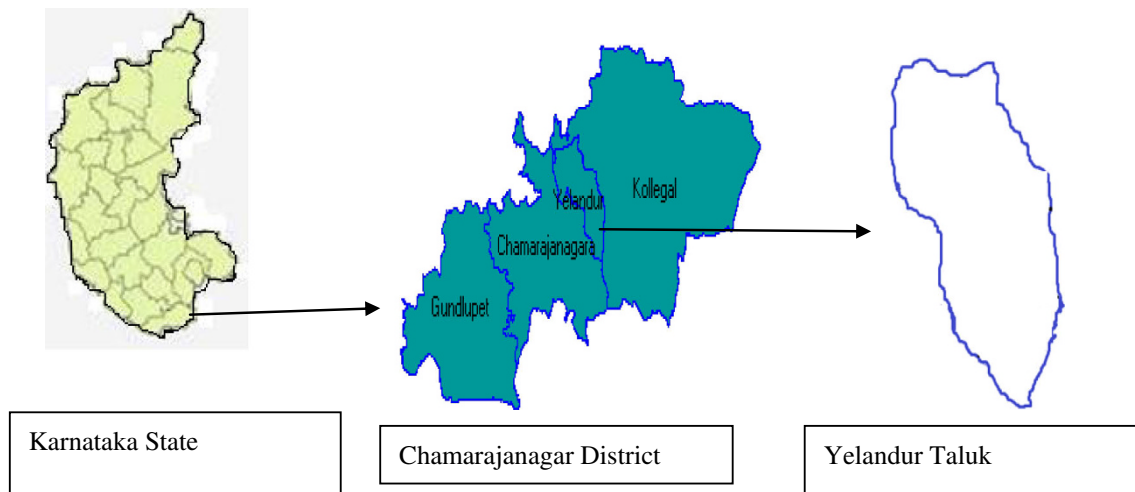 Yelandur
Kollegal
Chamarajanagara
Gundlupet
Karnataka State
Chamarajanagar District
Yelandur Taluk